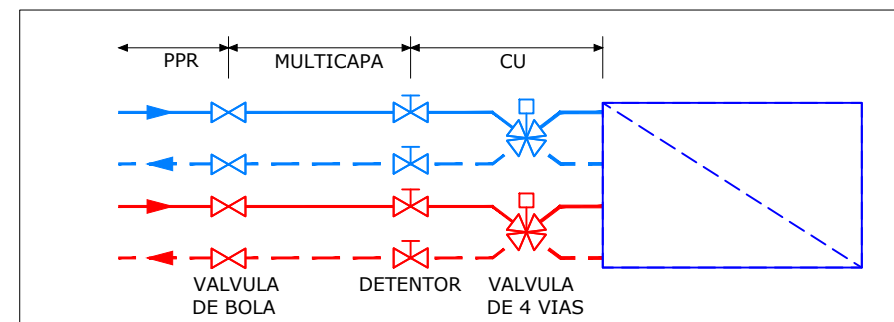 PPR
MULTICAPA
CU
VALVULA
DE BOLA
DETENTOR
VALVULA
DE 4 VIAS